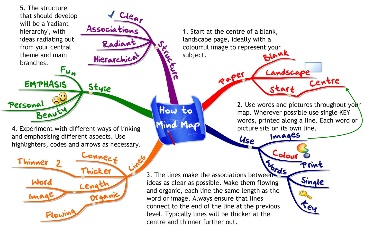 5. The structure
that should develop
will be a 'radiant
hierarchy', with
ideas radiating out
from your central
theme and main
branches.
Clear
Associations
Radiant
Hierarchical
Structure
1. Start at the centre of a blank,
landscape page, ideally with a
colourful image to represent your
subject.
Blank
Landscape
Paper
Start
Centre
Fun
EMPHASIS
Style
Personal
Beauty
How to
Mind Map
2. Use words and pictures throughout your
map. Wherever possible use single KEY
words, printed along a line. Each word or
picture sits on its own line.
Use
Images
Colour
Words
Print
Single
Key
4. Experiment with different ways of linking
and emphasising different aspects. Use
highlighters, codes and arrows as necessary.
Lines
Connect
Thinner 2
Thicker
Length
Word
Image
Organic
Flowing
3. The lines make the associations between
ideas as clear as possible. Make them flowing
and organic, each line the same length as the
word or image. Always ensure that lines
connect to the end of the line at the previous
level. Typically lines will be thicker at the
centre and thinner further out.